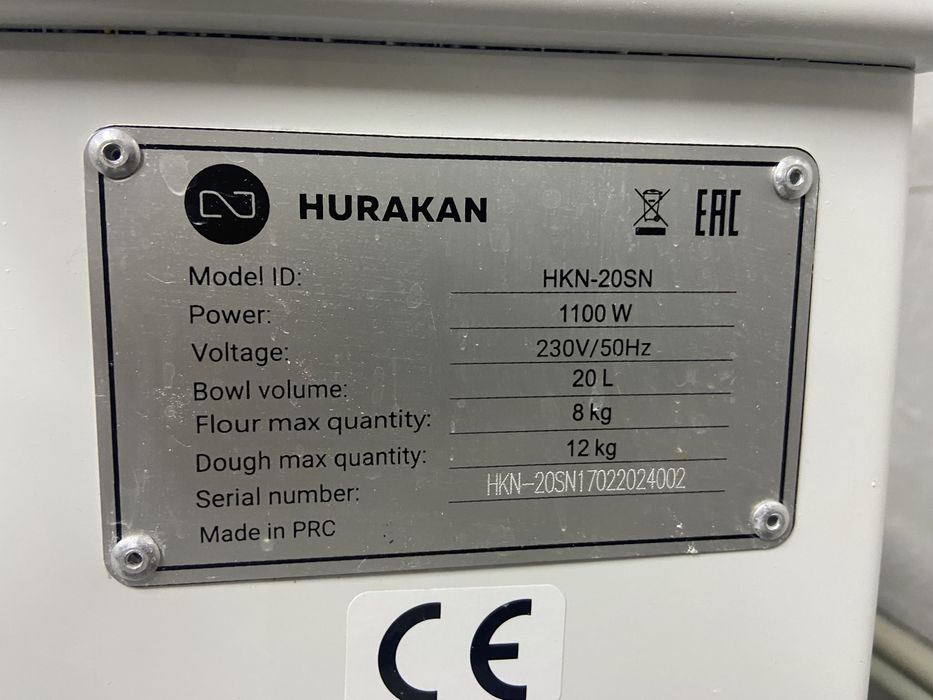 HURAKAN
EAC
Model ID: HKN-20SN
Power: 1100 W
Voltage: 230V/50Hz
Bowl volume: 20 L
Flour max quantity: 8 kg
Dough max quantity: 12 kg
Serial number: HKN-20SN17022024002
Made in PRC
CE